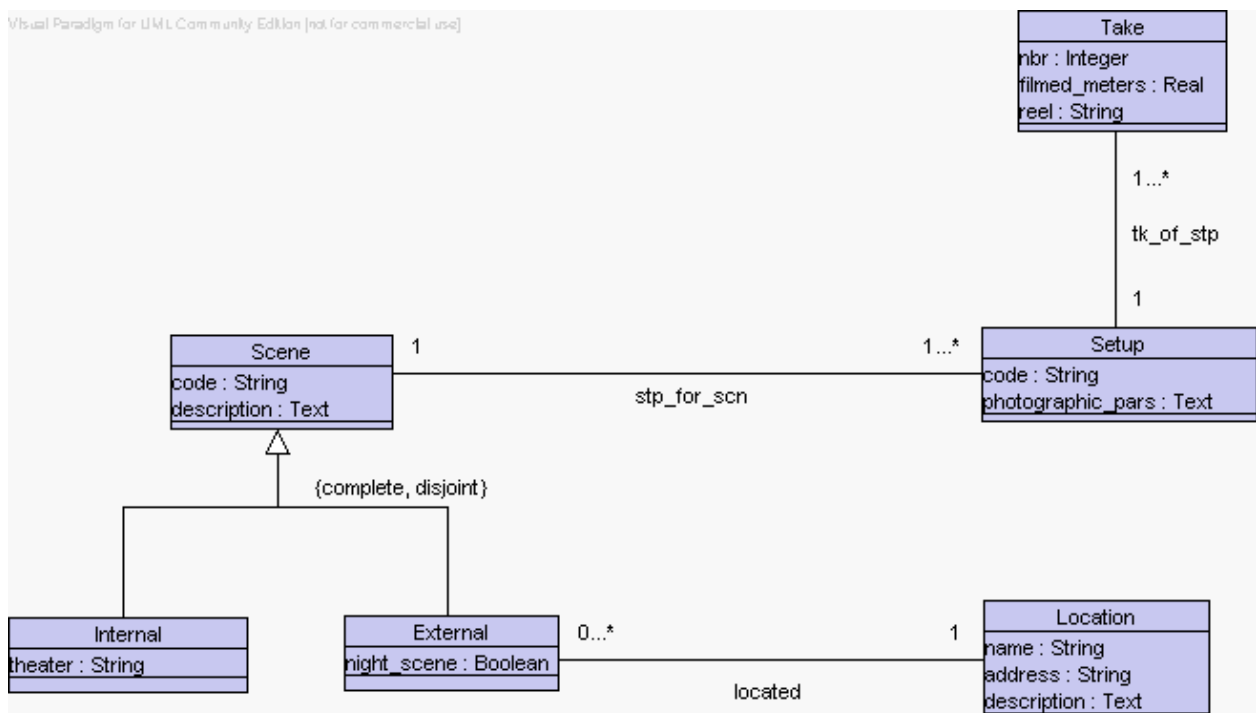 Visual Paradigm for UML Community Edition [not for commercial use]
Take
nbr : Integer
filmed_meters : Real
reel : String
1...*
tk_of_stp
1
Scene
code : String
description : Text
1
1...*
stp_for_scn
Setup
code : String
photographic_pars : Text
{complete, disjoint}
Internal
theater : String
External
night_scene : Boolean
0...*
1
located
Location
name : String
address : String
description : Text